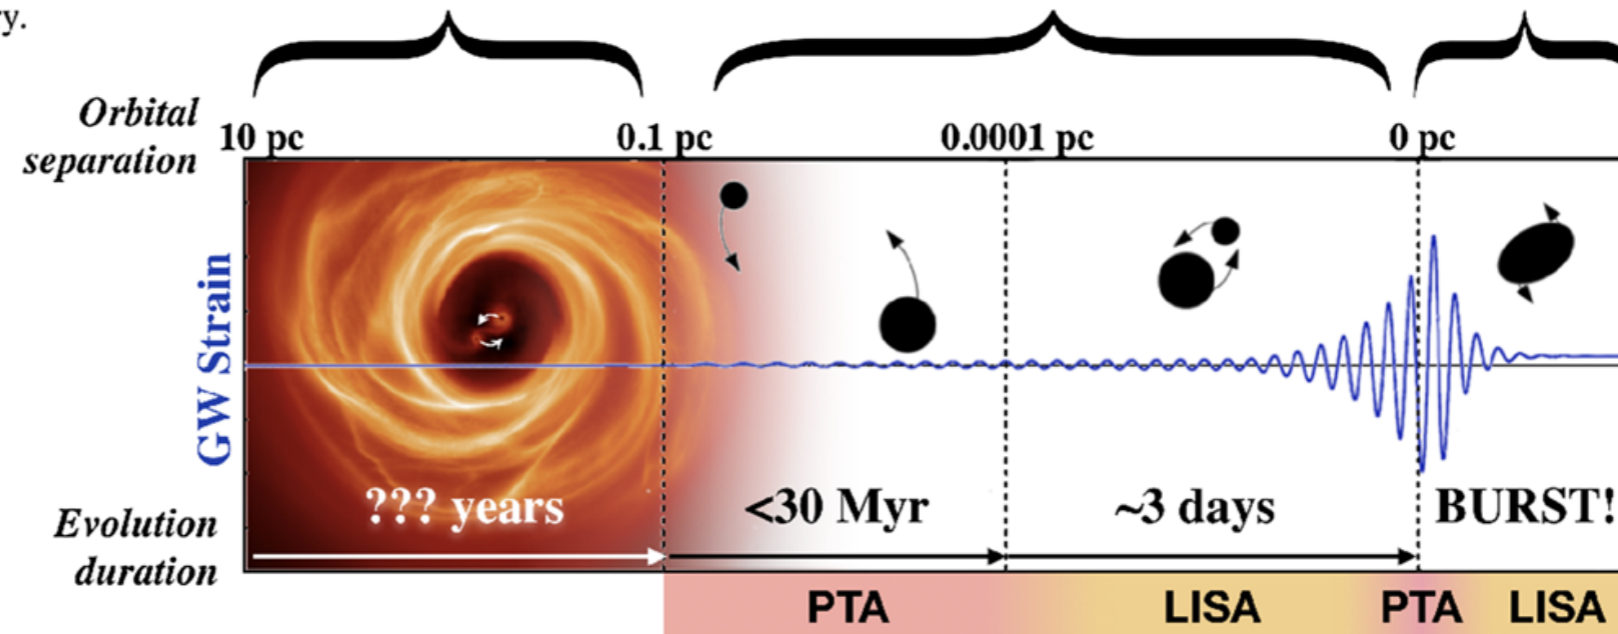 y.
Orbital
separation
10 pc 0.1 pc 0.0001 pc 0 pc
GW Strain
??? years <30 Myr ~3 days BURST!
Evolution
duration
PTA LISA PTA LISA